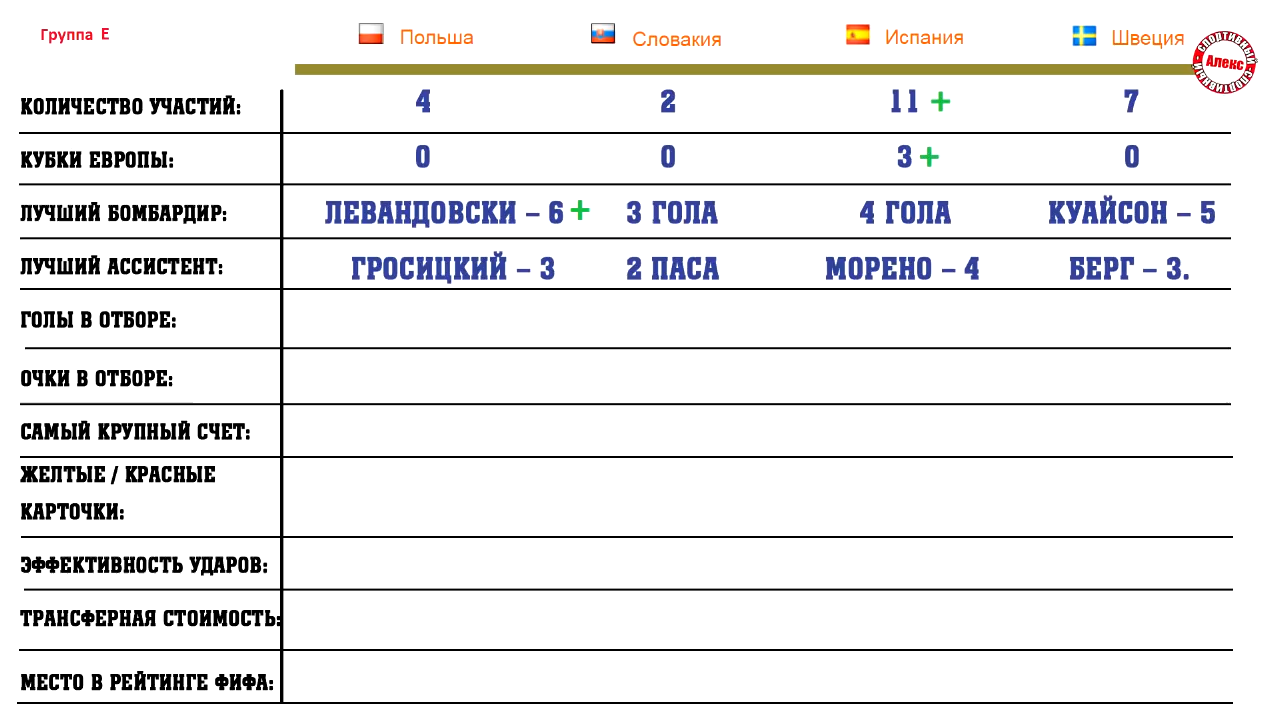 Группа Е Польша Словакия Испания Швеция
СПОРТИВНЫЙ Алекс СПОРТИВНЫЙ
КОЛИЧЕСТВО УЧАСТИЙ: 4 2 11 + 7
КУБКИ ЕВРОПЫ: 0 0 3 + 0
ЛУЧШИЙ БОМБАРДИР: ЛЕВАНДОВСКИ – 6 + 3 ГОЛА 4 ГОЛА КУАЙСОН – 5
ЛУЧШИЙ АССИСТЕНТ: ГРОСИЦКИЙ – 3 2 ПАСА МОРЕНО – 4 БЕРГ – 3.
ГОЛЫ В ОТБОРЕ:
ОЧКИ В ОТБОРЕ:
САМЫЙ КРУПНЫЙ СЧЕТ:
ЖЕЛТЫЕ / КРАСНЫЕ
КАРТОЧКИ:
ЭФФЕКТИВНОСТЬ УДАРОВ:
ТРАНСФЕРНАЯ СТОИМОСТЬ:
МЕСТО В РЕЙТИНГЕ ФИФА: